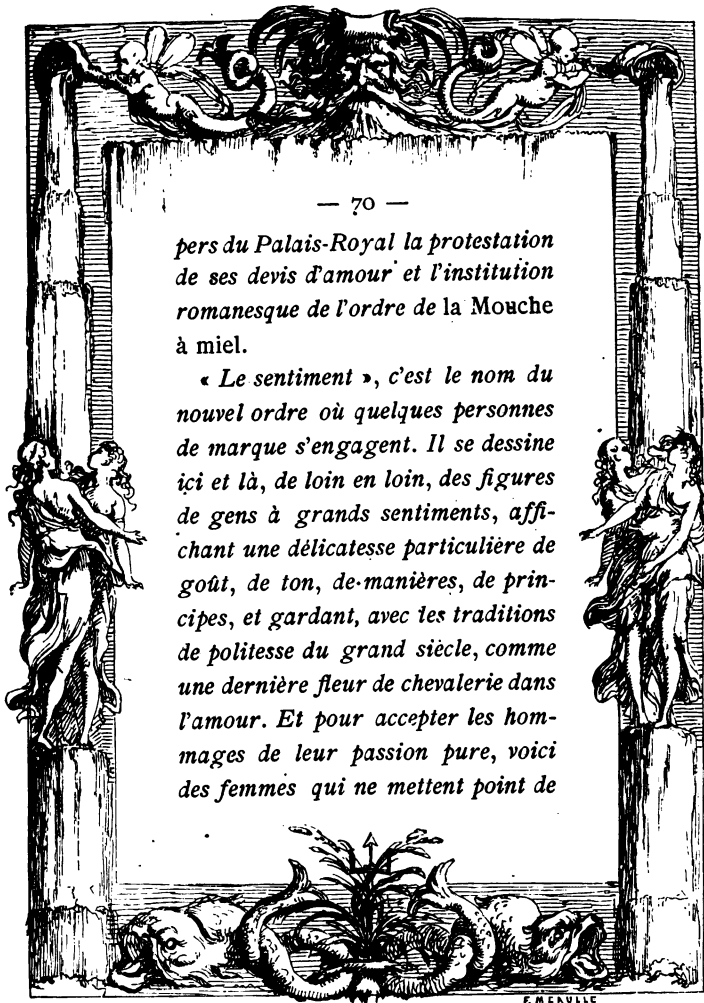 — 70 —
pers du Palais-Royal la protestation
de ses devis d'amour et l'institution
romanesque de l'ordre de la Mouche
à miel.
« Le sentiment », c'est le nom du
nouvel ordre où quelques personnes
de marque s'engagent. Il se dessine
ici et là, de loin en loin, des figures
de gens à grands sentiments, affi-
chant une délicatesse particulière de
goût, de ton, de manières, de prin-
cipes, et gardant, avec les traditions
de politesse du grand siècle, comme
une dernière fleur de chevalerie dans
l'amour. Et pour accepter les hom-
mages de leur passion pure, voici
des femmes qui ne mettent point de
F. MEAULLE